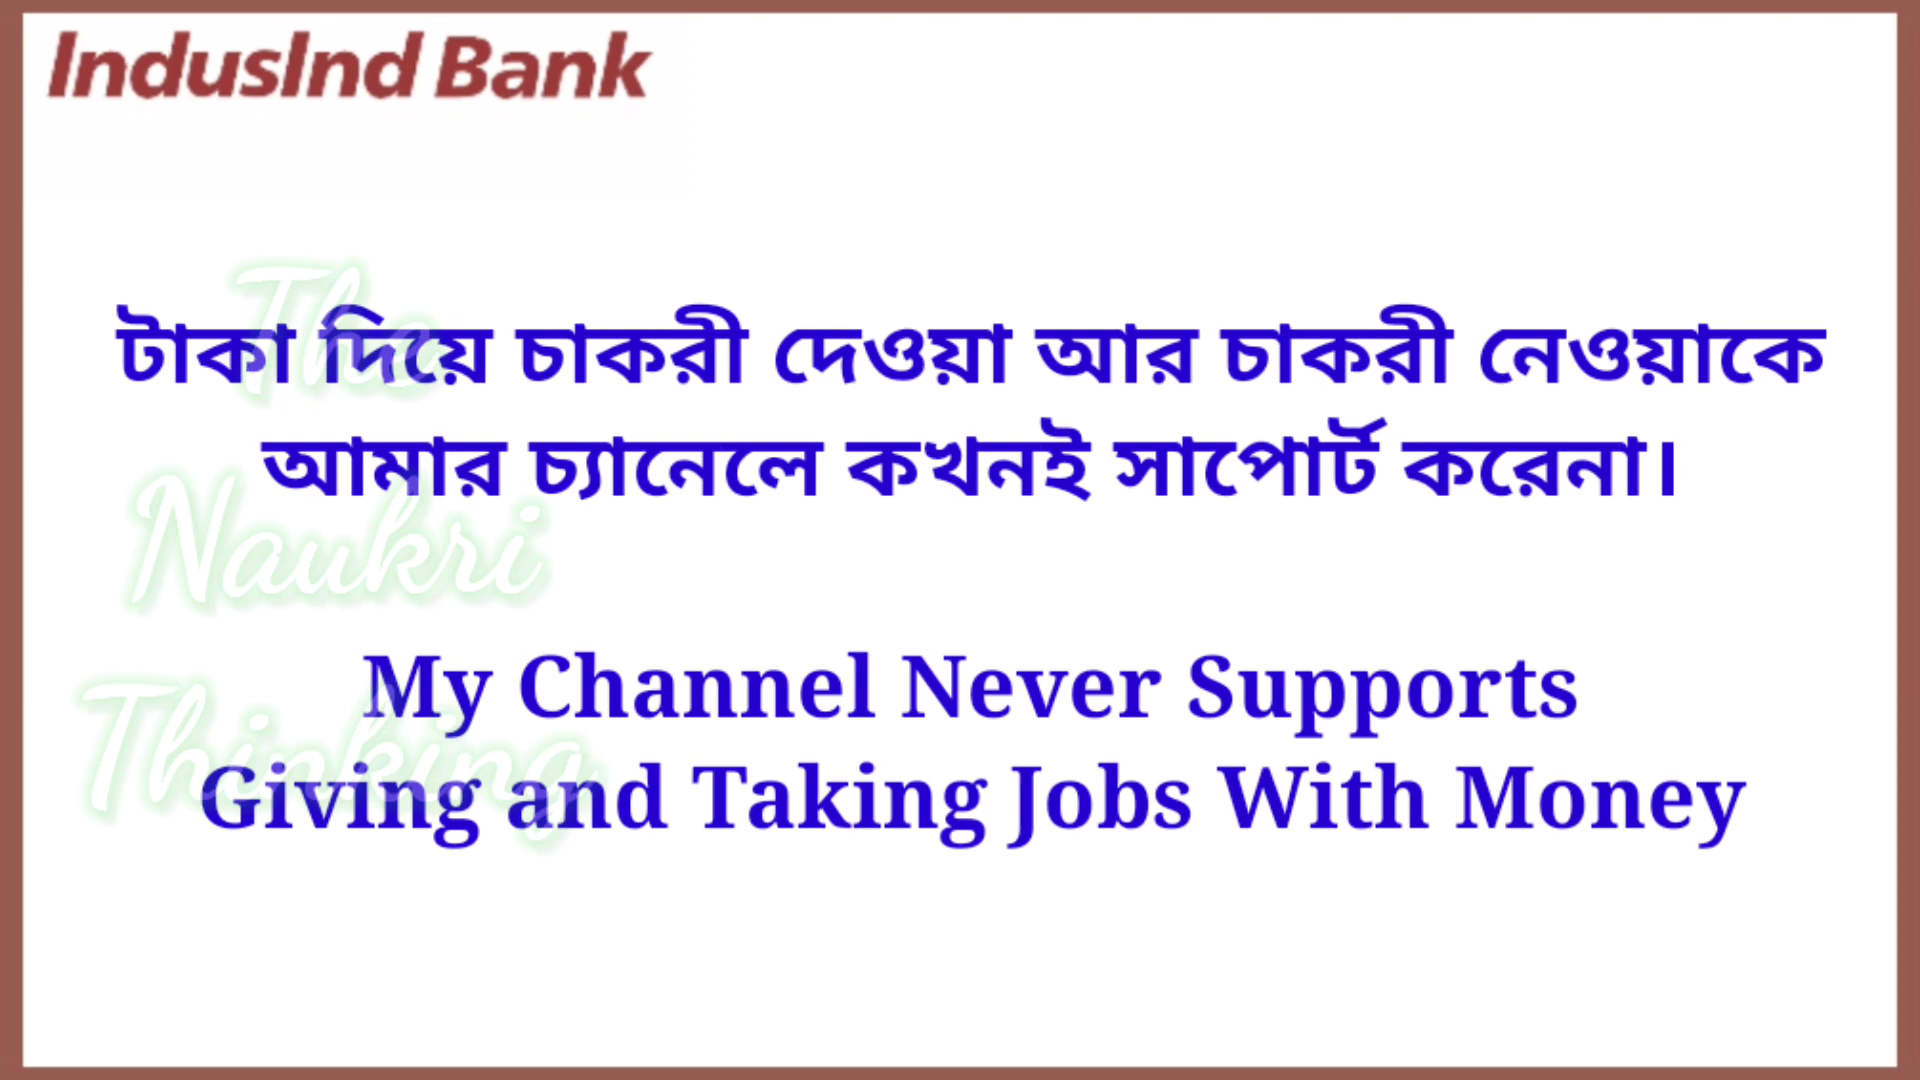 IndusInd Bank
টাকা দিয়ে চাকরী দেওয়া আর চাকরী নেওয়াকে
আমার চ্যানেলে কখনই সাপোর্ট করেনা।
My Channel Never Supports
Giving and Taking Jobs With Money
The
Naukri
Thinking